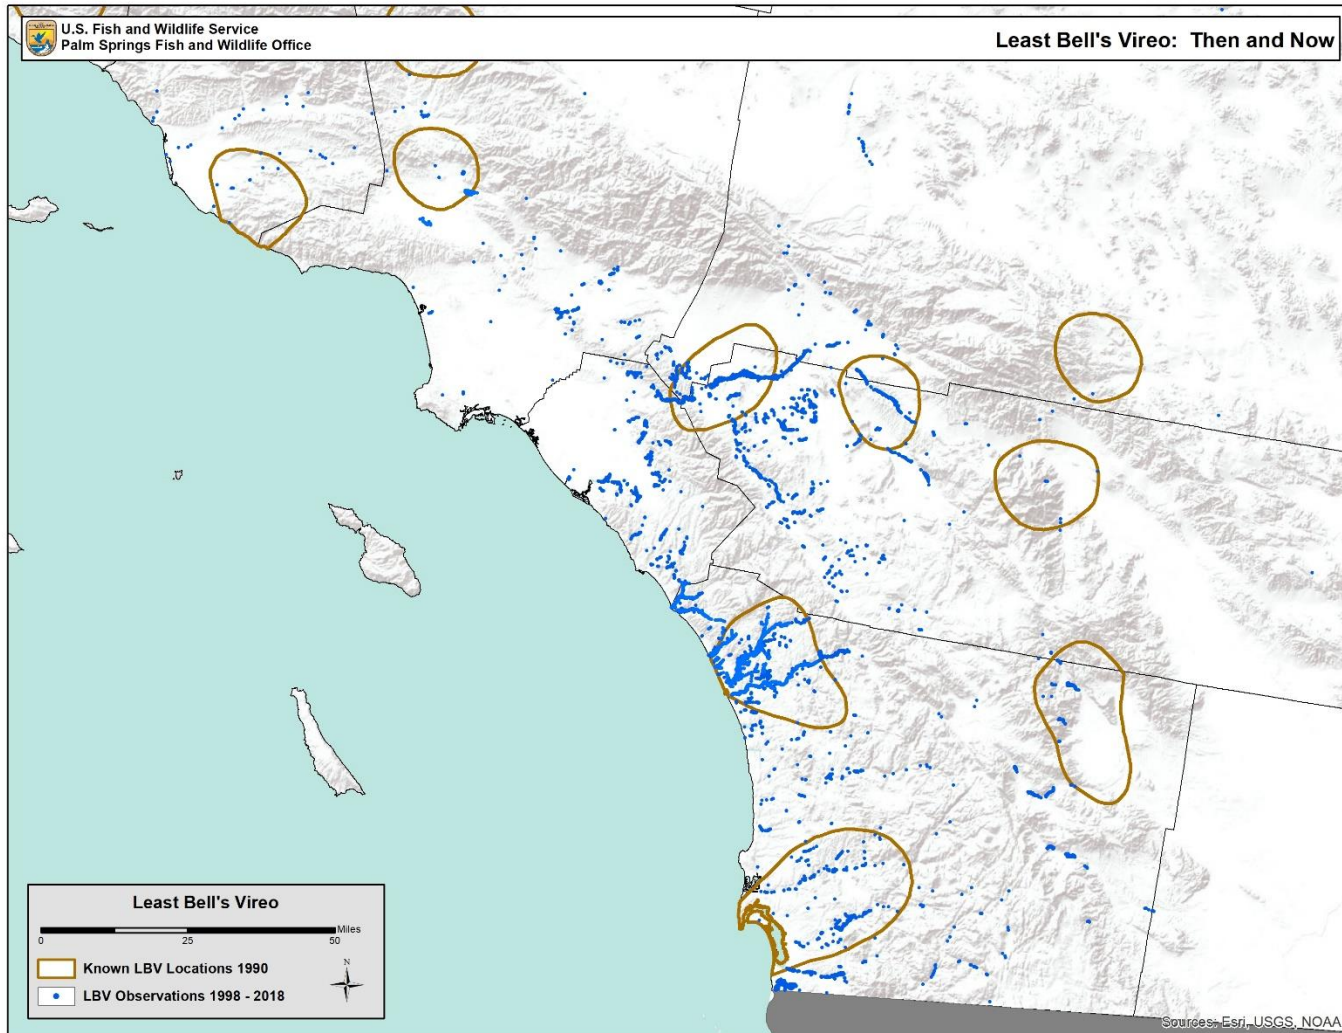 U.S. Fish and Wildlife Service
Palm Springs Fish and Wildlife Office
Least Bell's Vireo: Then and Now
Least Bell's Vireo
Miles
0 25 50
Known LBV Locations 1990
N
LBV Observations 1998 - 2018
Sources: Esri, USGS, NOAA